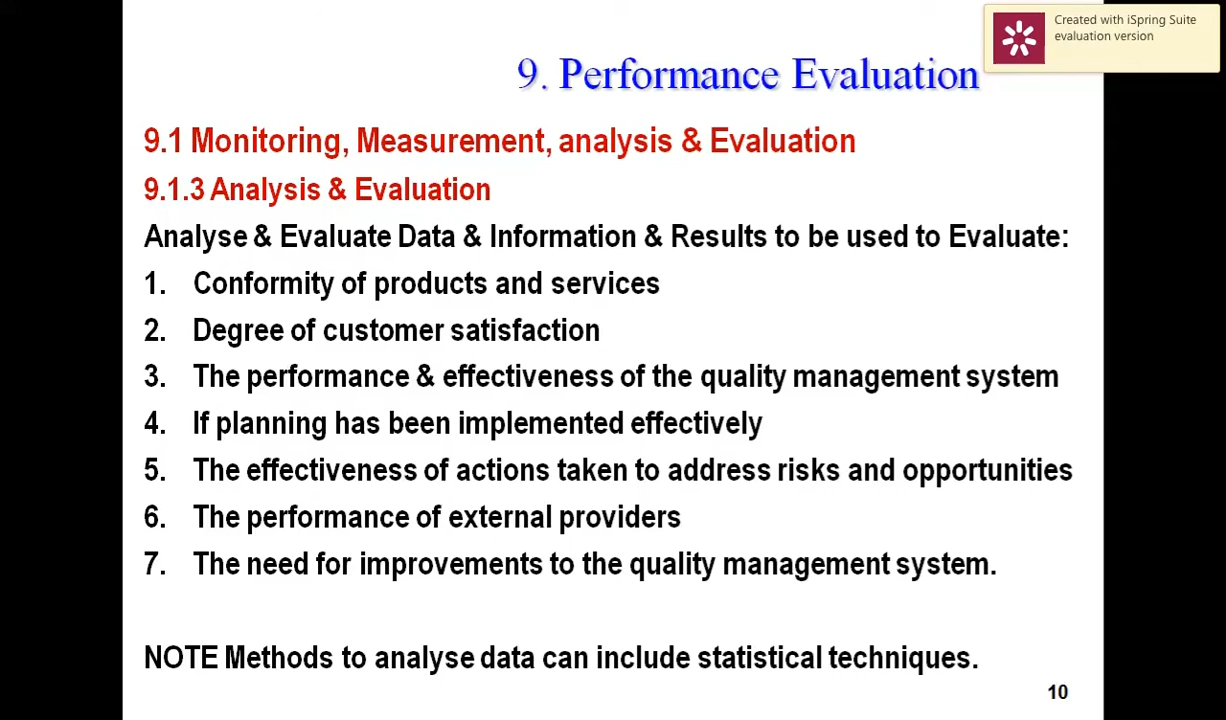 Created with iSpring Suite
evaluation version
9. Performance Evaluation
9.1 Monitoring, Measurement, analysis & Evaluation
9.1.3 Analysis & Evaluation
Analyse & Evaluate Data & Information & Results to be used to Evaluate:
1. Conformity of products and services
2. Degree of customer satisfaction
3. The performance & effectiveness of the quality management system
4. If planning has been implemented effectively
5. The effectiveness of actions taken to address risks and opportunities
6. The performance of external providers
7. The need for improvements to the quality management system.
NOTE Methods to analyse data can include statistical techniques.
10